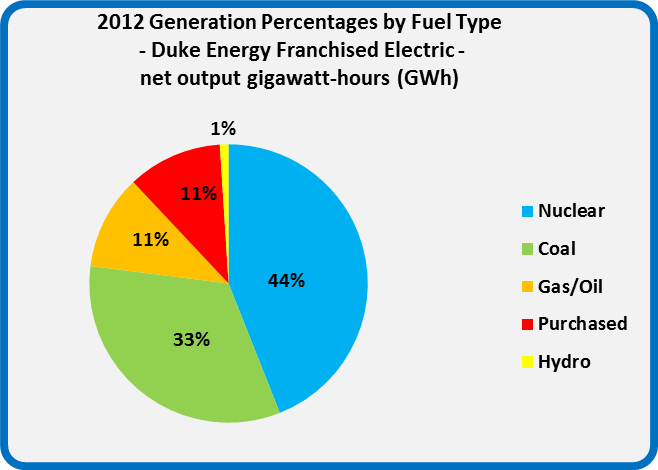 2012 Generation Percentages by Fuel Type
- Duke Energy Franchised Electric -
net output gigawatt-hours (GWh)
1%
11%
11%
44%
33%
Nuclear
Coal
Gas/Oil
Purchased
Hydro